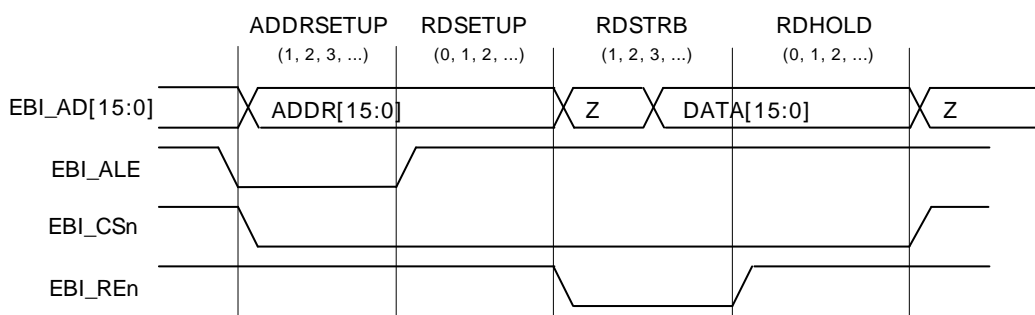 ADDRSETUP RDSETUP RDSTRB RDHOLD
(1, 2, 3, ...) (0, 1, 2, ...) (1, 2, 3, ...) (0, 1, 2, ...)
EBI_AD[15:0] ADDR[15:0] Z DATA[15:0] Z
EBI_ALE
EBI_CSn
EBI_REn